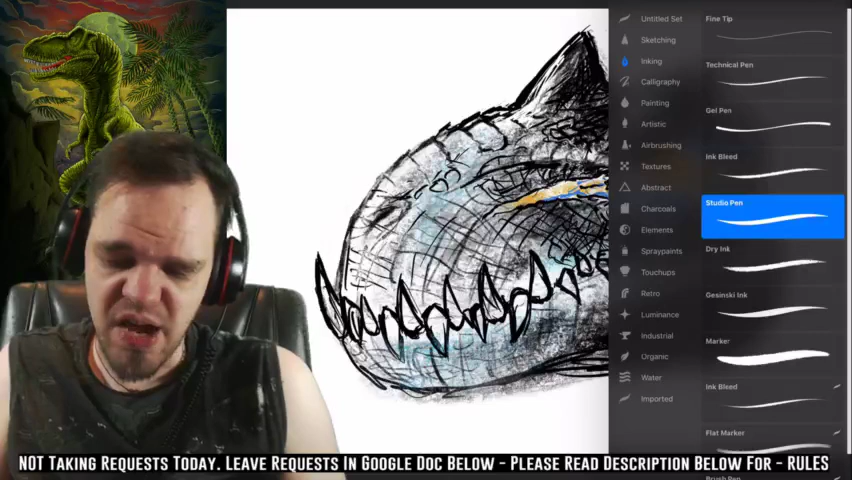 Untitled Set
Sketching
Inking
Calligraphy
Painting
Artistic
Airbrushing
Textures
Abstract
Charcoals
Elements
Spraypaints
Touchups
Retro
Luminance
Industrial
Organic
Water
Imported
Fine Tip
Technical Pen
Gel Pen
Ink Bleed
Studio Pen
Dry Ink
Gesinski Ink
Marker
Ink Bleed
Flat Marker
Brush Pen
NOT Taking Requests Today. Leave Requests In Google Doc Below - Please Read Description Below For - RULES